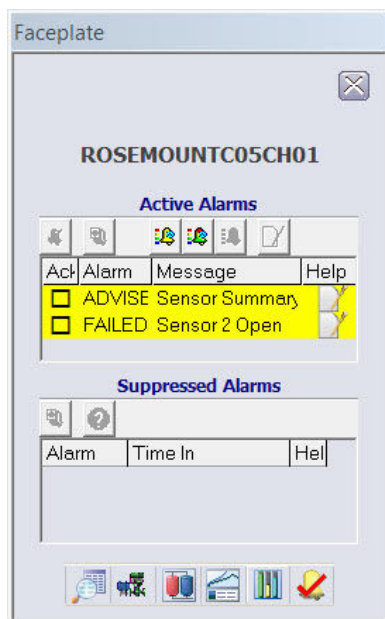 Faceplate
ROSEMOUNTC05CH01
Active Alarms
Ack Alarm Message Help
ADVISE Sensor Summary
FAILED Sensor 2 Open
Suppressed Alarms
Alarm Time In Hel